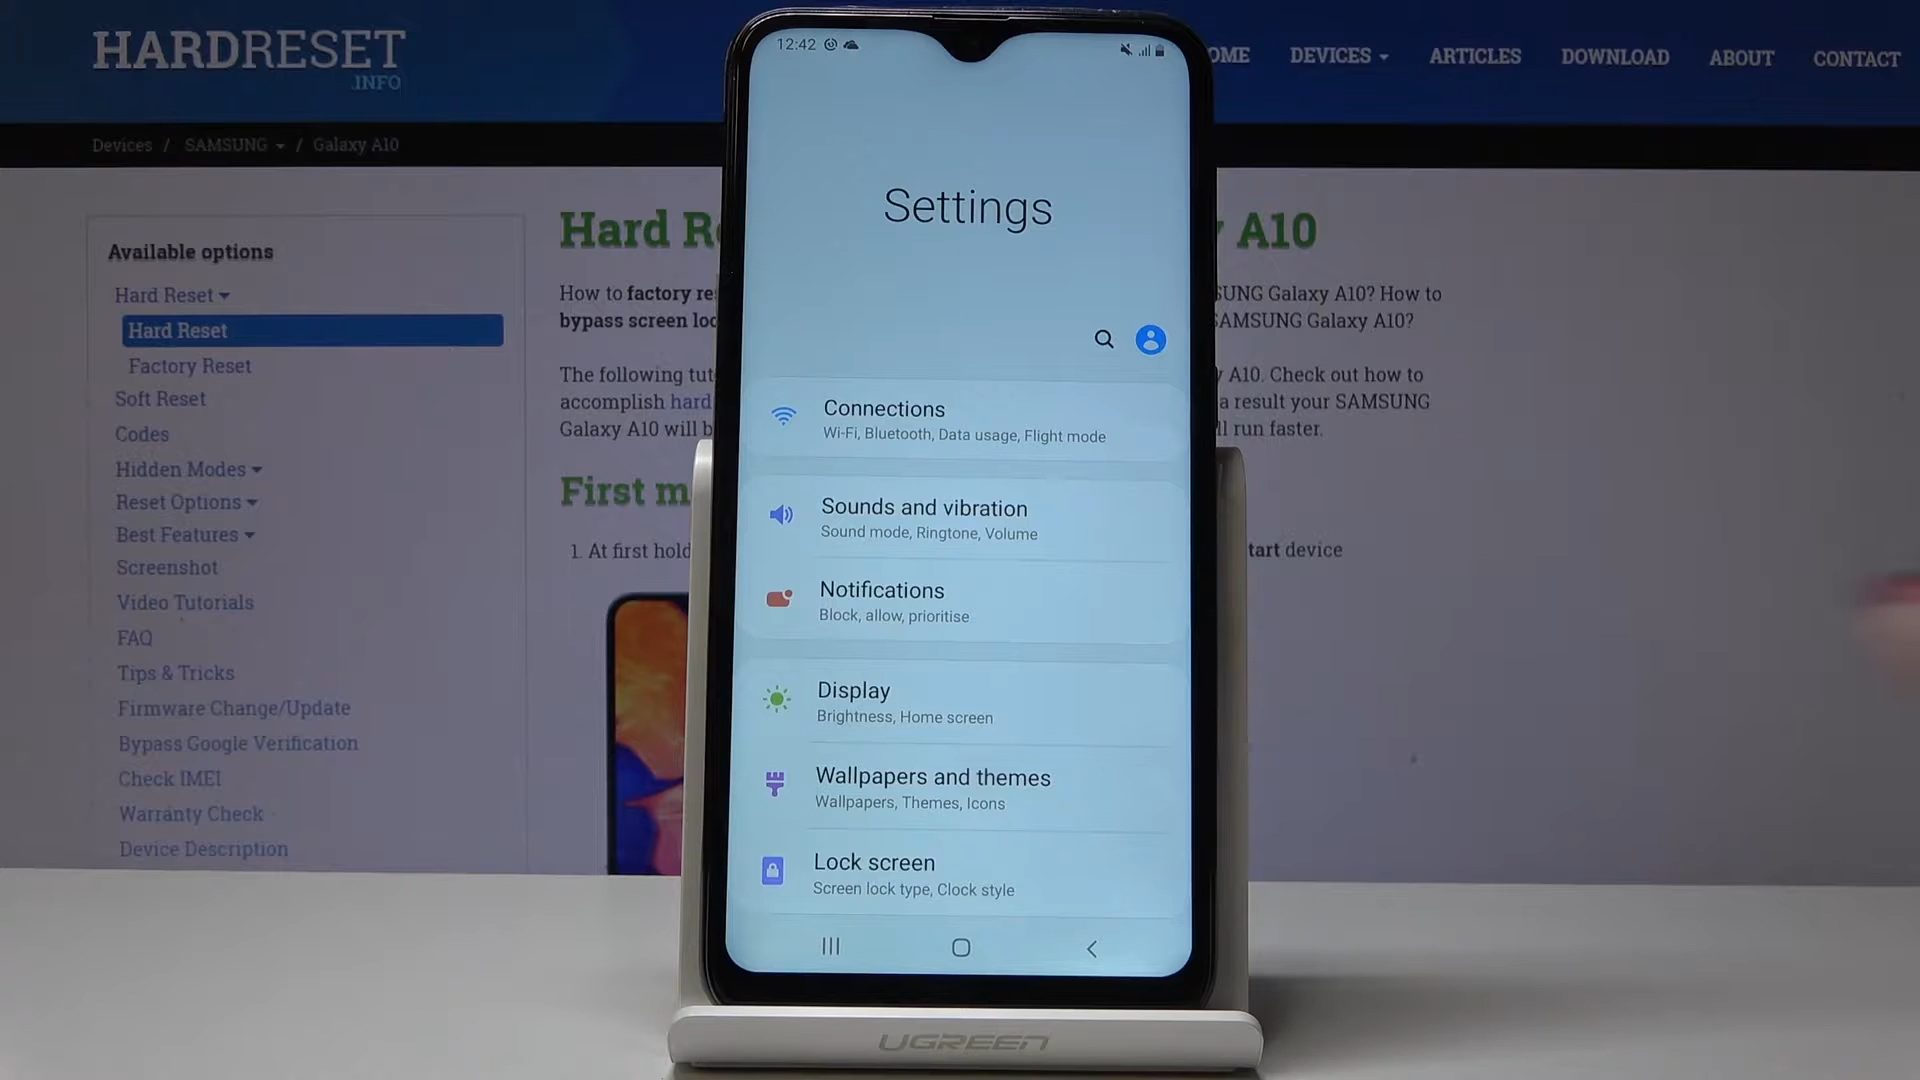 HARDRESET
.INFO
OME
DEVICES
ARTICLES
DOWNLOAD
ABOUT
CONTACT
Devices / SAMSUNG / Galaxy A10
Available options
Hard Reset
Hard Reset
Factory Reset
Soft Reset
Codes
Hidden Modes
Reset Options
Best Features
Screenshot
Video Tutorials
FAQ
Tips & Tricks
Firmware Change/Update
Bypass Google Verification
Check IMEI
Warranty Check
Device Description
Hard R
A10
How to factory re
SUNG Galaxy A10? How to
bypass screen loc
SAMSUNG Galaxy A10?
The following tut
A10. Check out how to
accomplish hard
a result your SAMSUNG
Galaxy A10 will b
ll run faster.
First m
1. At first hold
tart device
12:42
Settings
Connections
Wi-Fi, Bluetooth, Data usage, Flight mode
Sounds and vibration
Sound mode, Ringtone, Volume
Notifications
Block, allow, prioritise
Display
Brightness, Home screen
Wallpapers and themes
Wallpapers, Themes, Icons
Lock screen
Screen lock type, Clock style
UGREEN